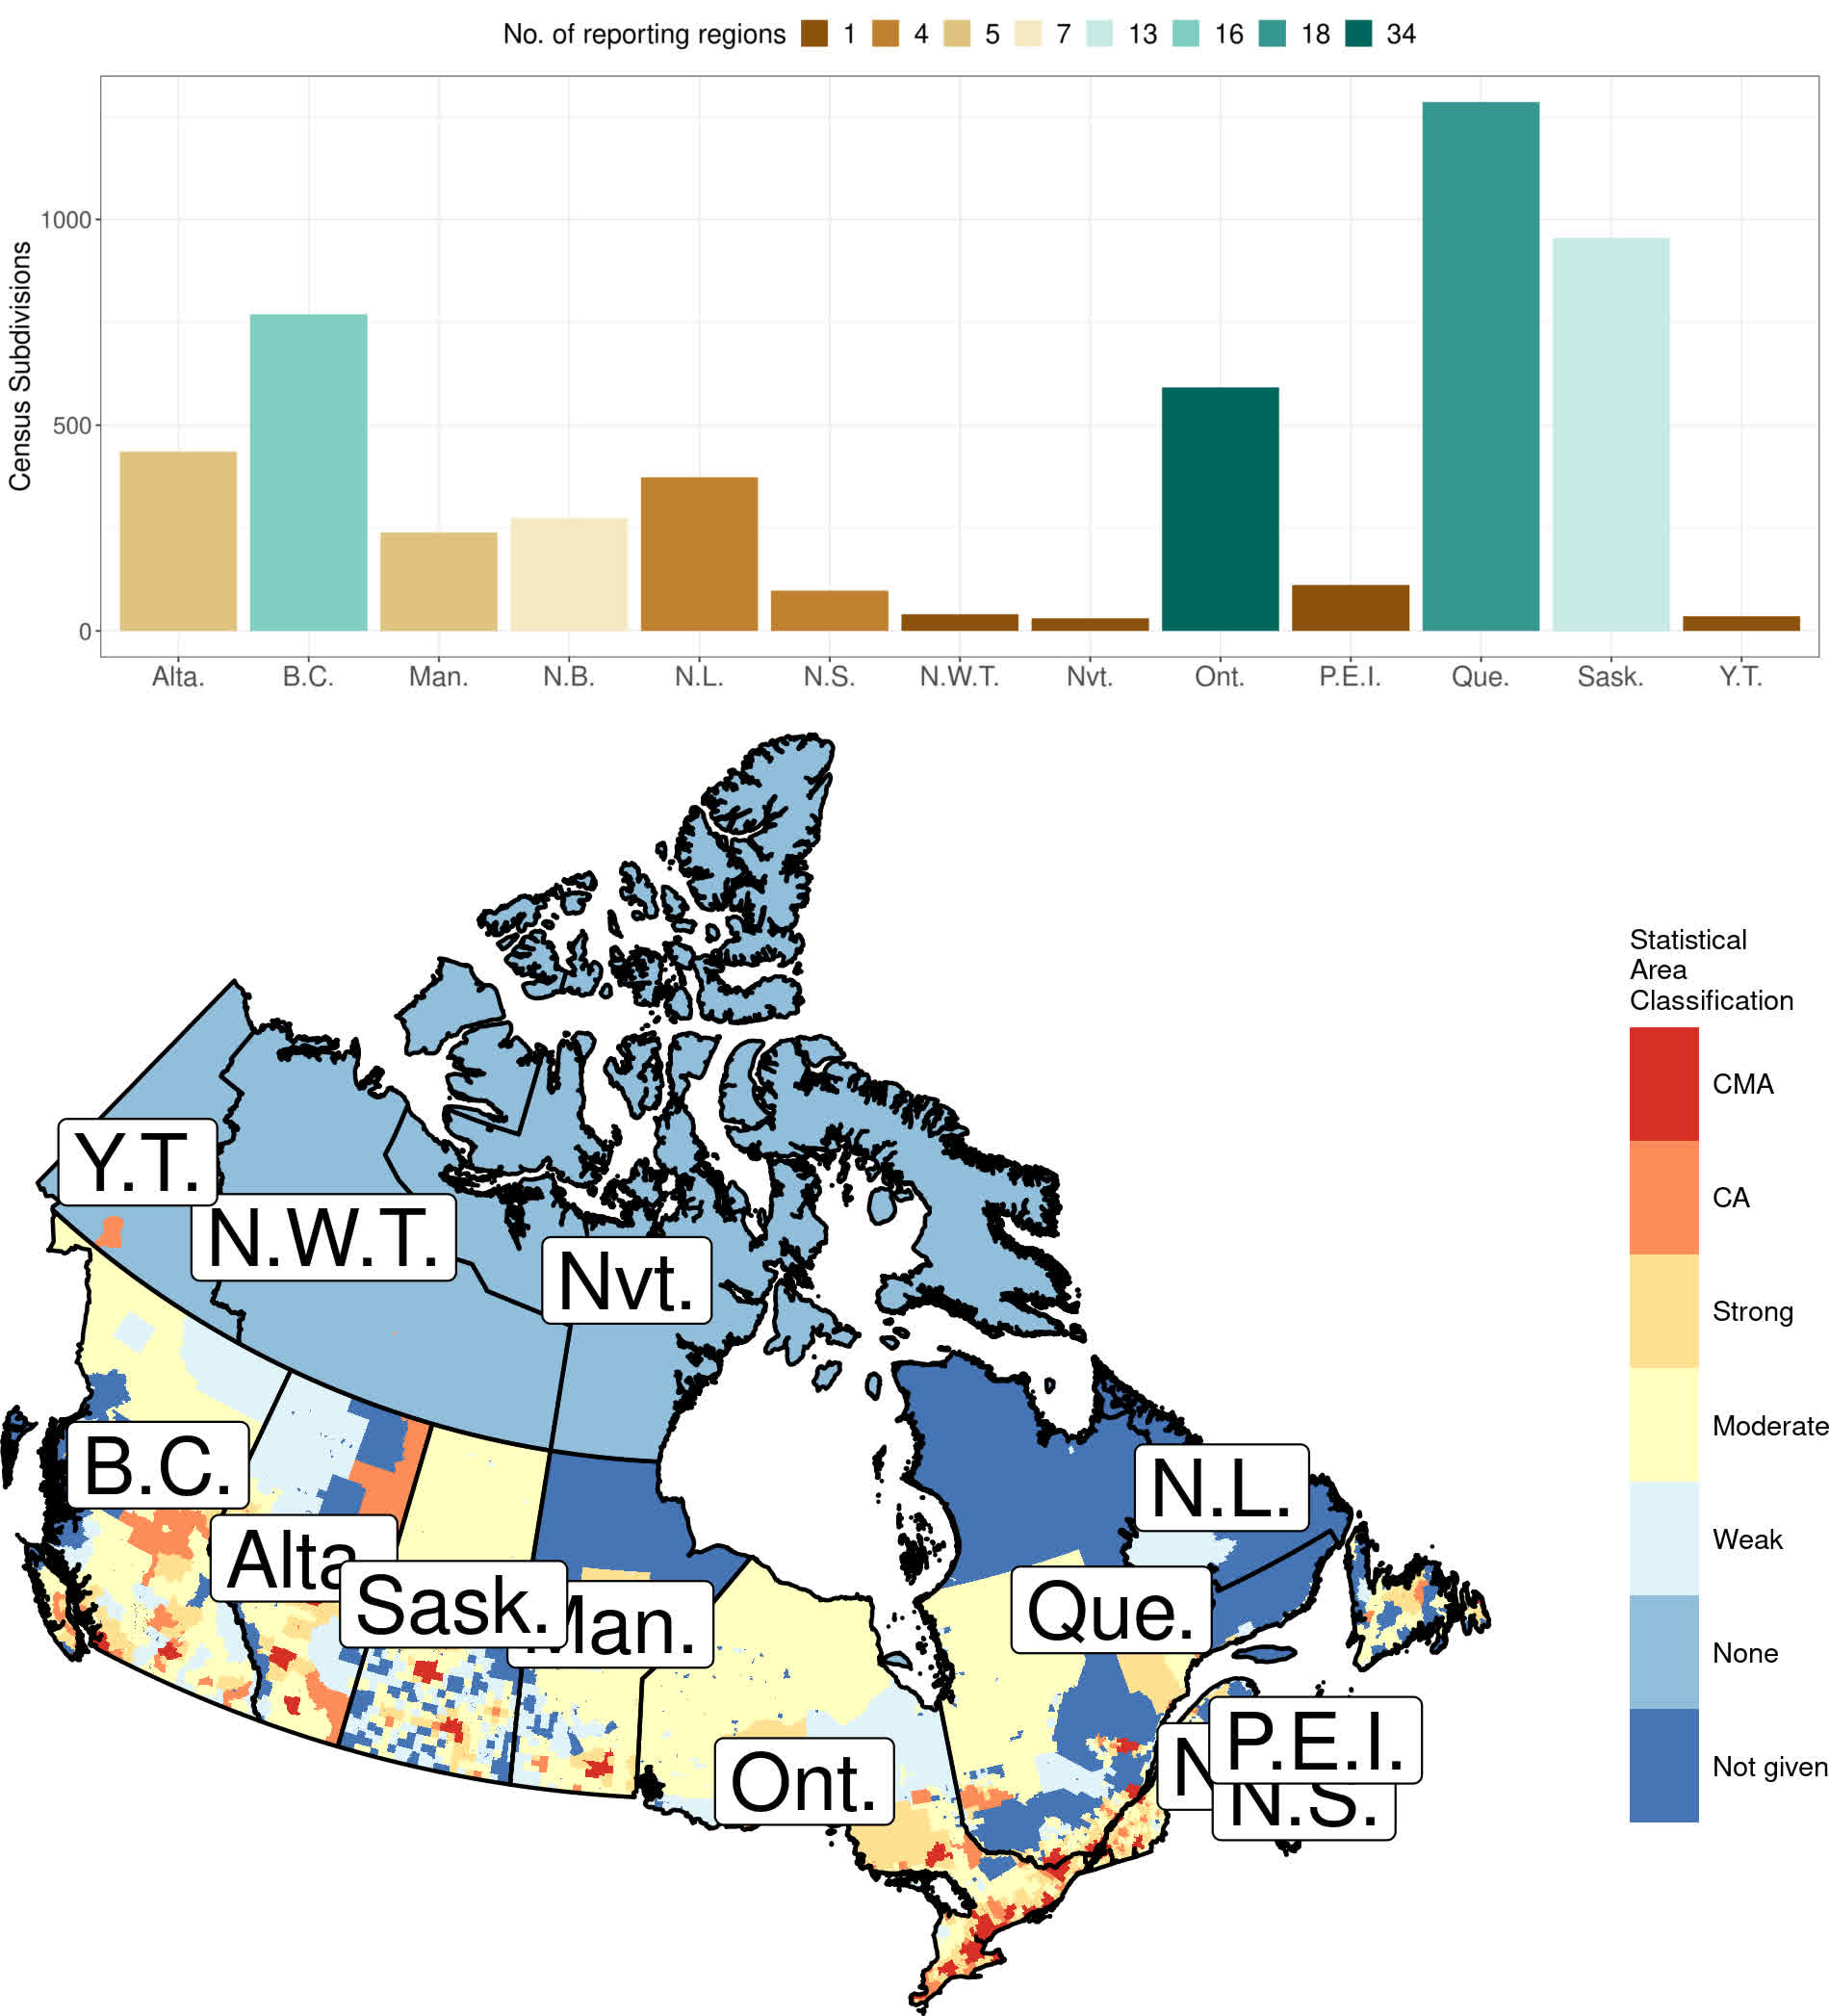 No. of reporting regions 1 4 5 7 13 16 18 34
Census Subdivisions
1000
500
0
Alta. B.C. Man. N.B. N.L. N.S. N.W.T. Nvt. Ont. P.E.I. Que. Sask. Y.T.
Statistical
Area
Classification
CMA
CA
Strong
Moderate
Weak
None
Not given
Y.T.
N.W.T.
Nvt.
B.C.
N.L.
Alta
Sask.
Man.
Que.
P.E.I.
N
N.S.
Ont.